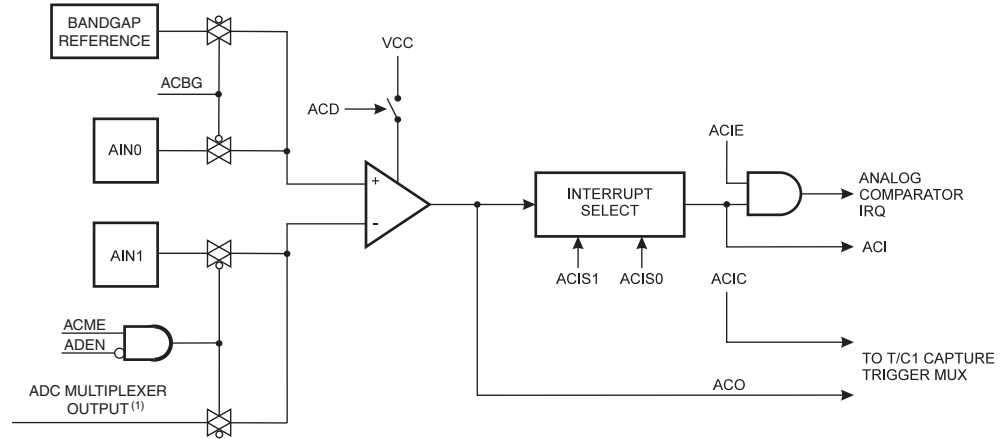 BANDGAP
REFERENCE
VCC
ACBG
ACD
AIN0
ACIE
+
-
INTERRUPT
SELECT
ANALOG
COMPARATOR
IRQ
AIN1
ACI
ACIS1
ACIS0
ACIC
ACME
ADEN
TO T/C1 CAPTURE
TRIGGER MUX
ADC MULTIPLEXER
OUTPUT (1)
ACO